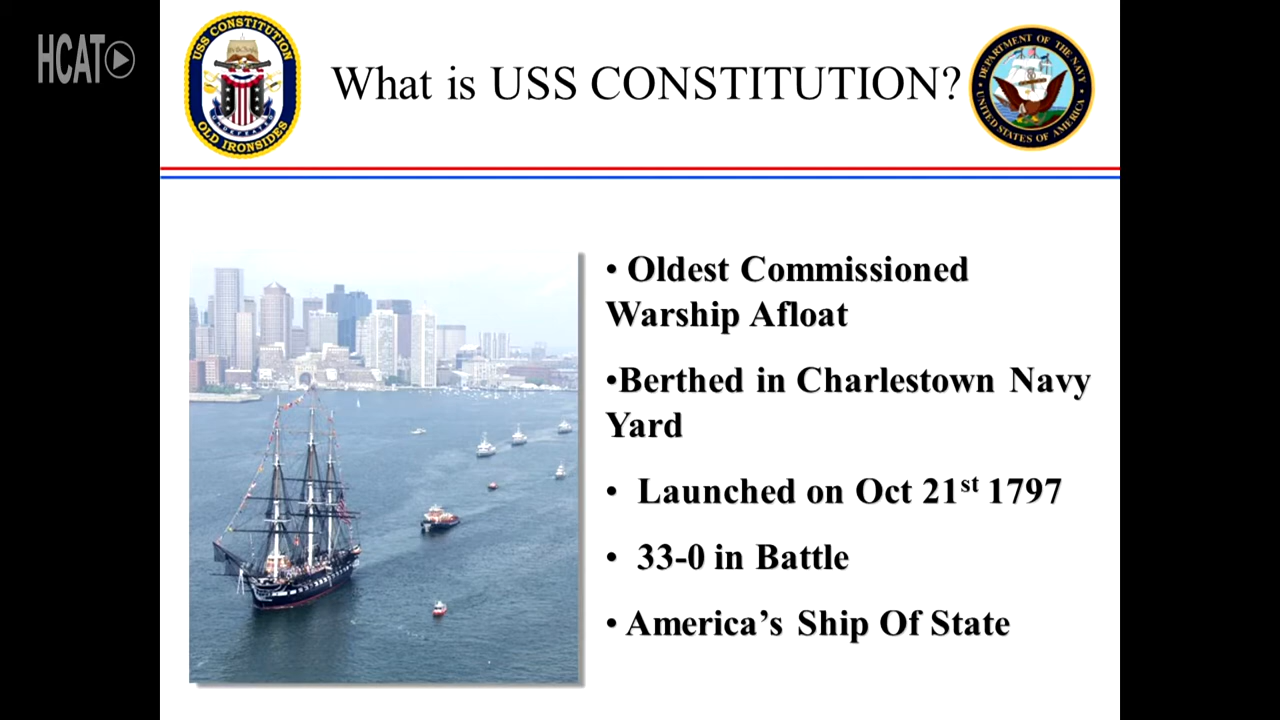 HCAT
USS CONSTITUTION
UNDEFEATED
OLD IRONSIDES
What is USS CONSTITUTION?
DEPARTMENT OF THE NAVY
UNITED STATES OF AMERICA
• Oldest Commissioned
Warship Afloat
•Berthed in Charlestown Navy
Yard
• Launched on Oct 21st 1797
• 33-0 in Battle
• America’s Ship Of State